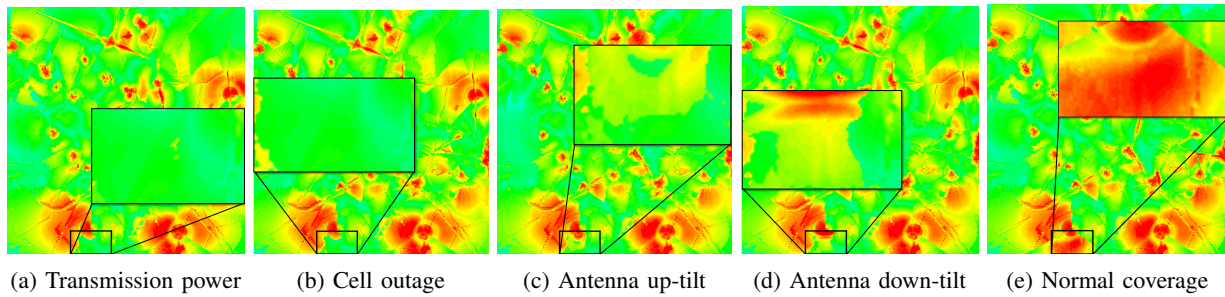 (a) Transmission power
(b) Cell outage
(c) Antenna up-tilt
(d) Antenna down-tilt
(e) Normal coverage